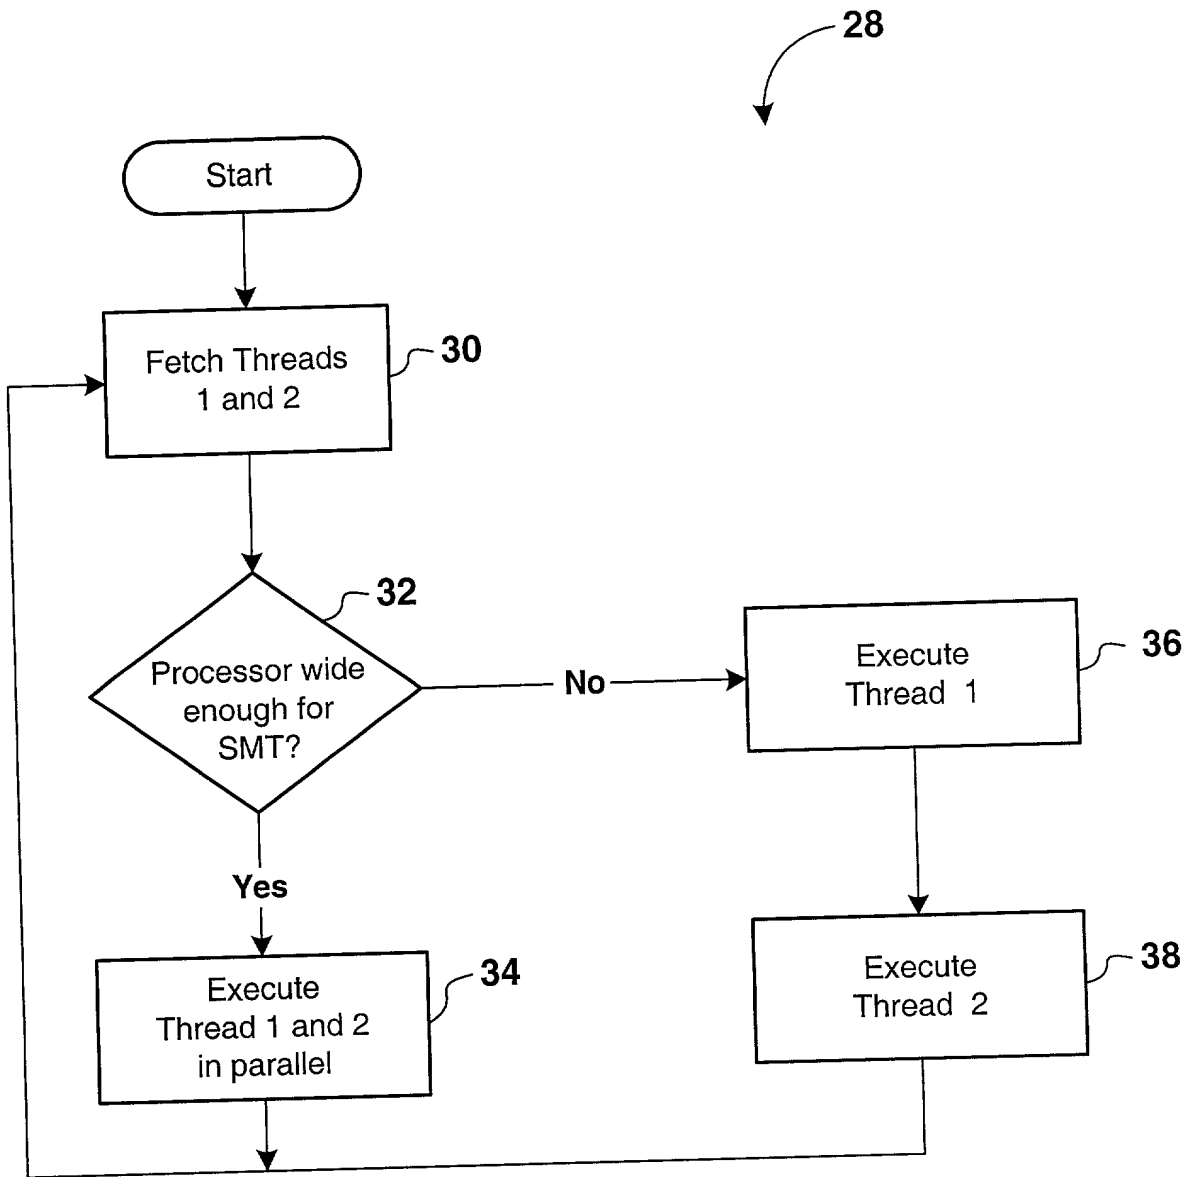 28
Start
Fetch Threads
1 and 2
30
32
Processor wide
enough for
SMT?
No
Execute
Thread 1
36
Yes
Execute
Thread 1 and 2
in parallel
34
Execute
Thread 2
38